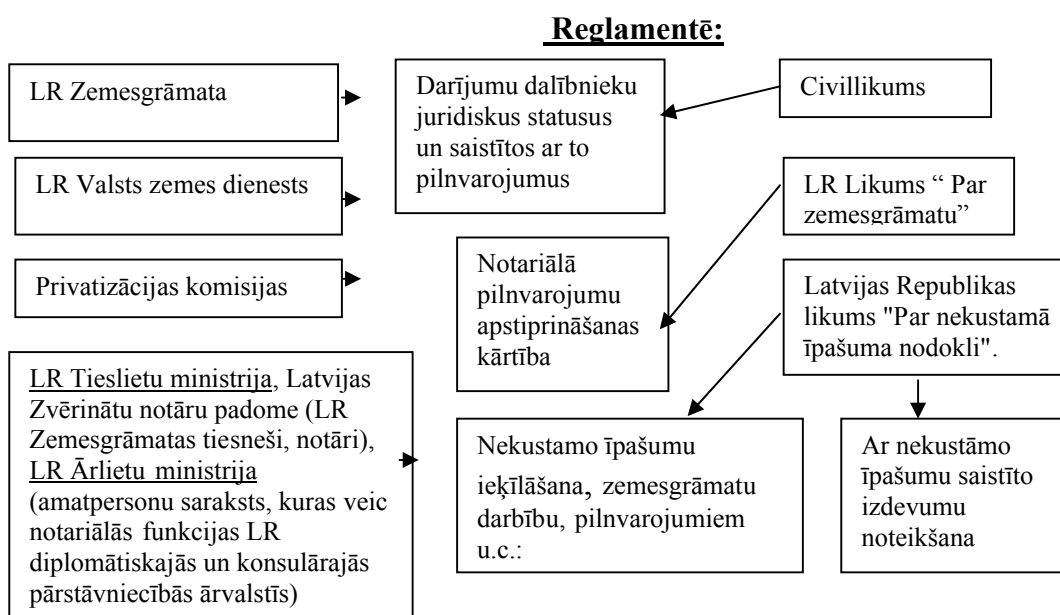 Reglamentē:
LR Zemesgrāmata
Darījumu dalībnieku
juridiskus statusus
un saistītos ar to
pilnvarojumus
Civillikums
LR Valsts zemes dienests
LR Likums “ Par
zemesgrāmatu”
Privatizācijas komisijas
Notariālā
pilnvarojumu
apstiprināšanas
kārtība
Latvijas Republikas
likums "Par nekustamā
īpašuma nodokli".
LR Tieslietu ministrija, Latvijas
Zvērinātu notāru padome (LR
Zemesgrāmatas tiesneši, notāri),
LR Ārlietu ministrija
(amatpersonu saraksts, kuras veic
notariālās funkcijas LR
diplomātiskajās un konsulārajās
pārstāvniecībās ārvalstīs)
Nekustamo īpašumu
ieķīlāšana, zemesgrāmatu
darbību, pilnvarojumiem
u.c.:
Ar nekustāmo
īpašumu saistīto
izdevumu
noteikšana